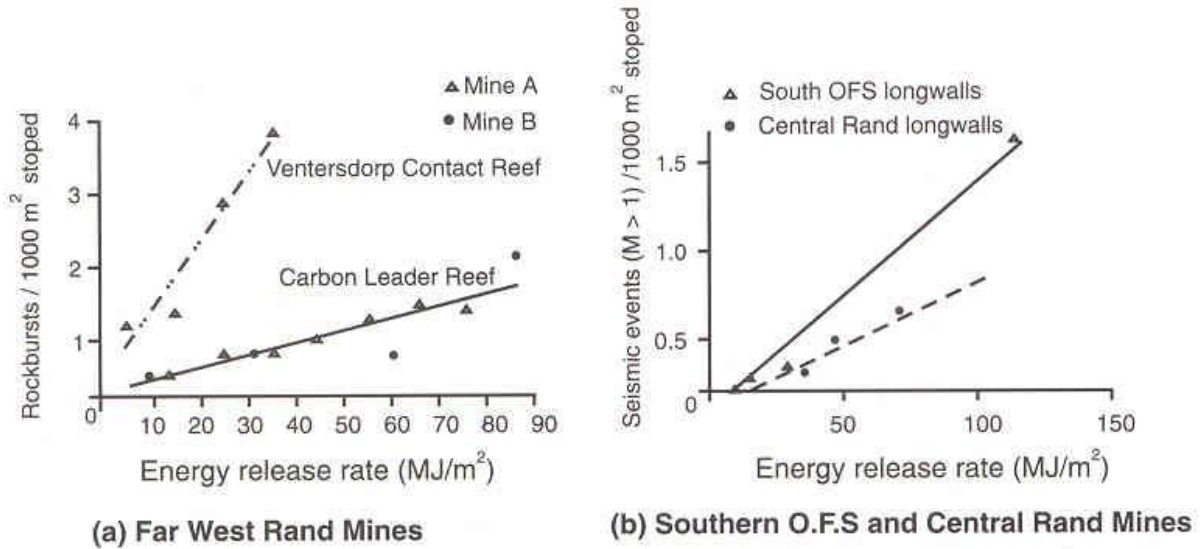 Mine A
Mine B
4
3
2
1
0
Rockbursts / 1000 m² stoped
Ventersdorp Contact Reef
Carbon Leader Reef
10 20 30 40 50 60 70 80 90
Energy release rate (MJ/m²)
(a) Far West Rand Mines
South OFS longwalls
Central Rand longwalls
1.5
1.0
0.5
0
Seismic events (M > 1) /1000 m² stoped
50 100 150
Energy release rate (MJ/m²)
(b) Southern O.F.S and Central Rand Mines